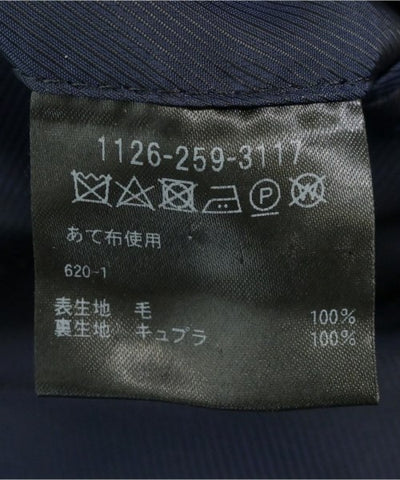 1126-259-3117
P W
あて布使用
620-1
表生地 毛 100%
裏生地 キュプラ 100%